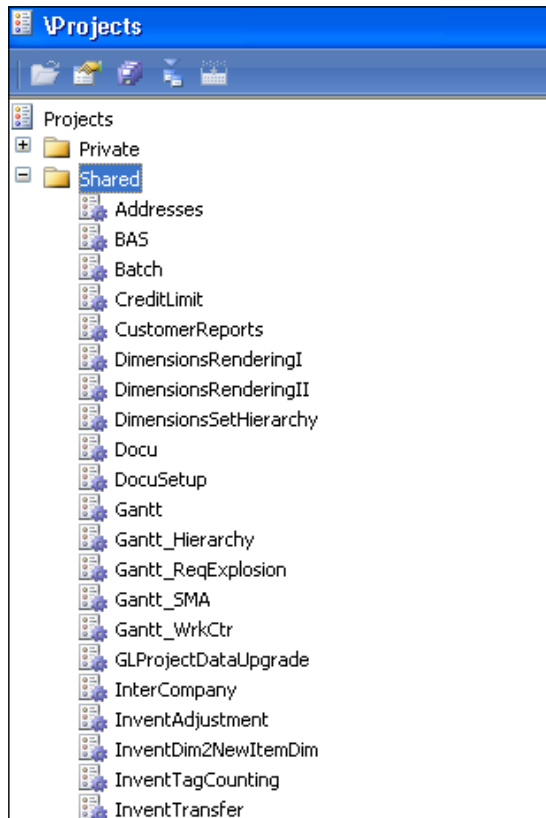 \Projects
Projects
Private
Shared
Addresses
BAS
Batch
CreditLimit
CustomerReports
DimensionsRenderingI
DimensionsRenderingII
DimensionsSetHierarchy
Docu
DocuSetup
Gantt
Gantt_Hierarchy
Gantt_ReqExplosion
Gantt_SMA
Gantt_WrkCtr
GLProjectDataUpgrade
InterCompany
InventAdjustment
InventDim2NewItemDim
InventTagCounting
InventTransfer